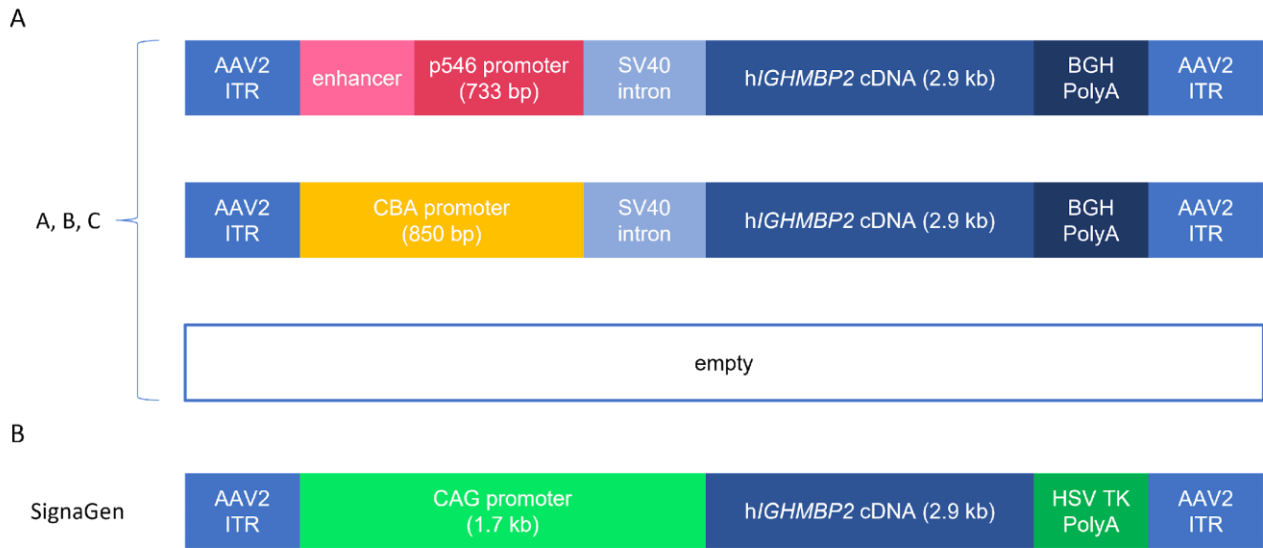 A
AAV2 ITR enhancer p546 promoter (733 bp) SV40 intron hIGHMBP2 cDNA (2.9 kb) BGH PolyA AAV2 ITR
A, B, C
AAV2 ITR CBA promoter (850 bp) SV40 intron hIGHMBP2 cDNA (2.9 kb) BGH PolyA AAV2 ITR
empty
B
SignaGen
AAV2 ITR CAG promoter (1.7 kb) hIGHMBP2 cDNA (2.9 kb) HSV TK PolyA AAV2 ITR